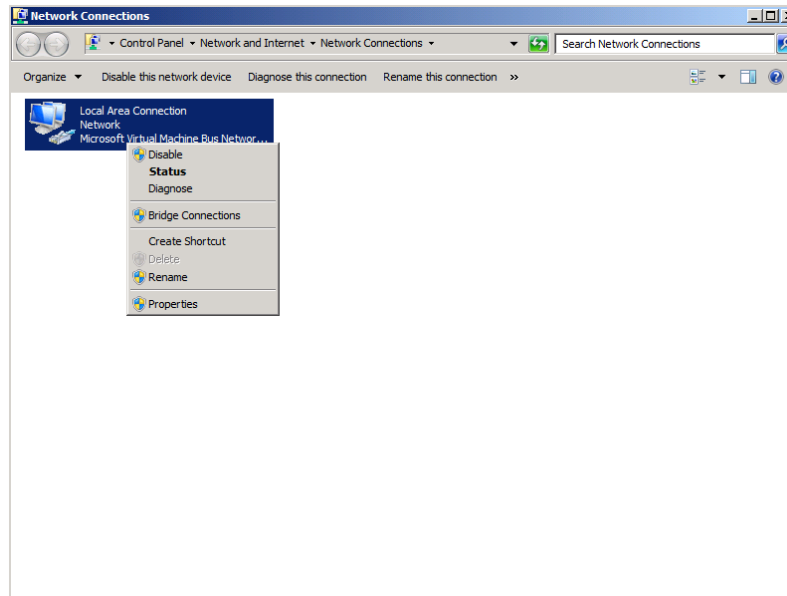 Network Connections
Control Panel Network and Internet Network Connections Search Network Connections
Organize Disable this network device Diagnose this connection Rename this connection »
Local Area Connection
Network
Microsoft Virtual Machine Bus Networ...
Disable
Status
Diagnose
Bridge Connections
Create Shortcut
Delete
Rename
Properties